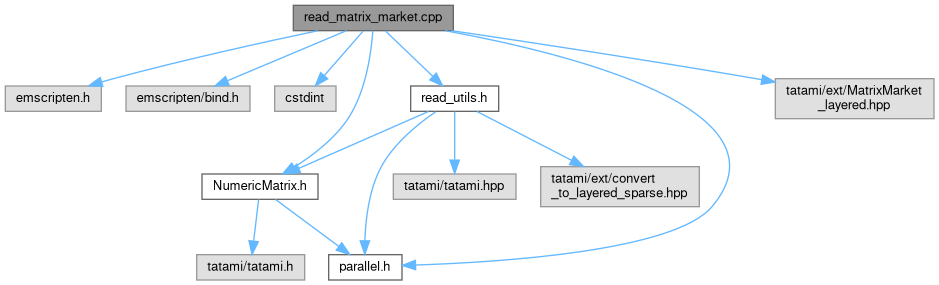 read_matrix_market.cpp
emscripten.h
emscripten/bind.h
cstdint
read_utils.h
tatami/ext/MatrixMarket
_layered.hpp
NumericMatrix.h
tatami/tatami.hpp
tatami/ext/convert
_to_layered_sparse.hpp
tatami/tatami.h
parallel.h